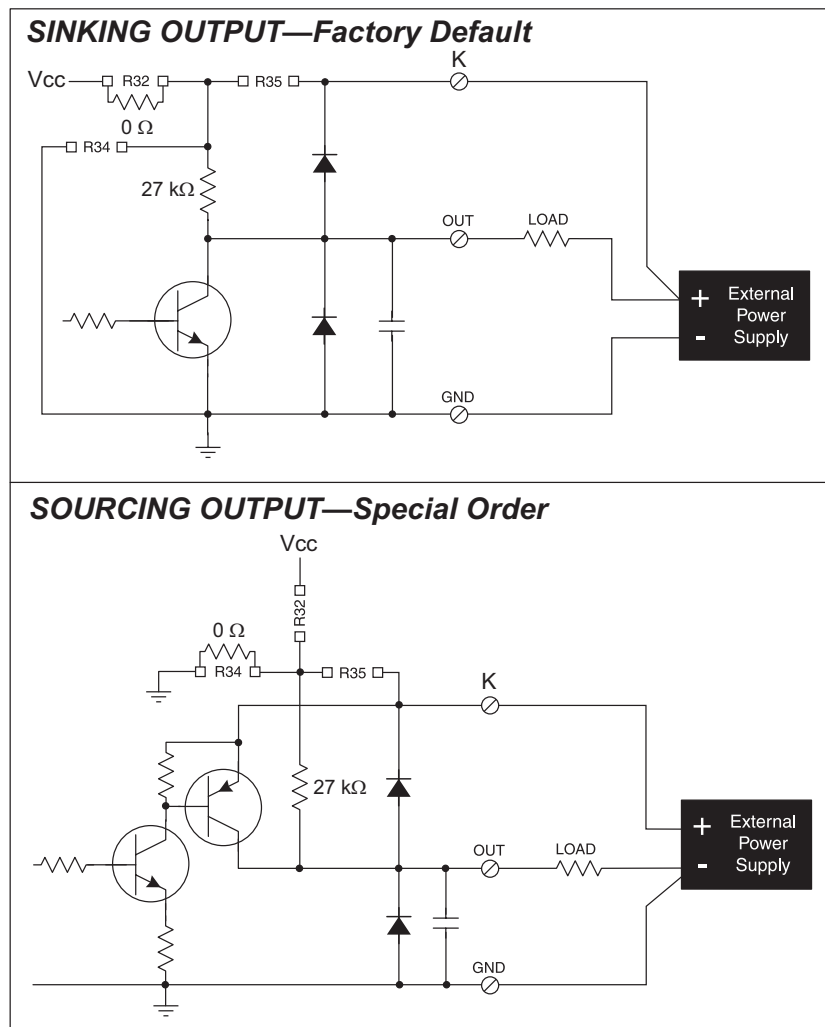 SINKING OUTPUT—Factory Default
K
Vcc
R32
R35
0 Ω
R34
27 kΩ
OUT
LOAD
+
External
Power
Supply
-
GND
SOURCING OUTPUT—Special Order
Vcc
R32
0 Ω
R34
R35
K
27 kΩ
+
External
Power
Supply
-
OUT
LOAD
GND